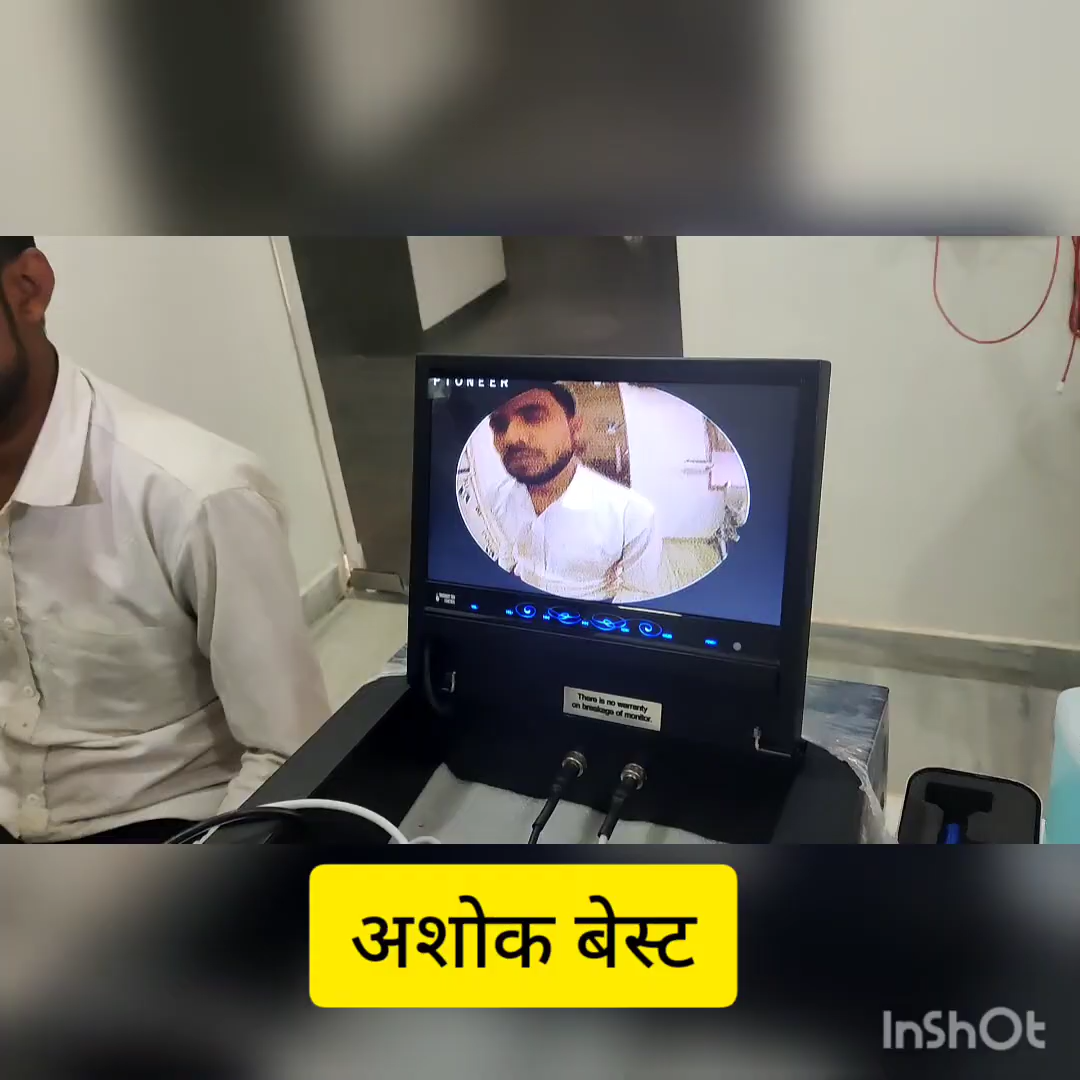 PIONEER
There is no warranty
on breakage of monitor.
अशोक बेस्ट
InShOt